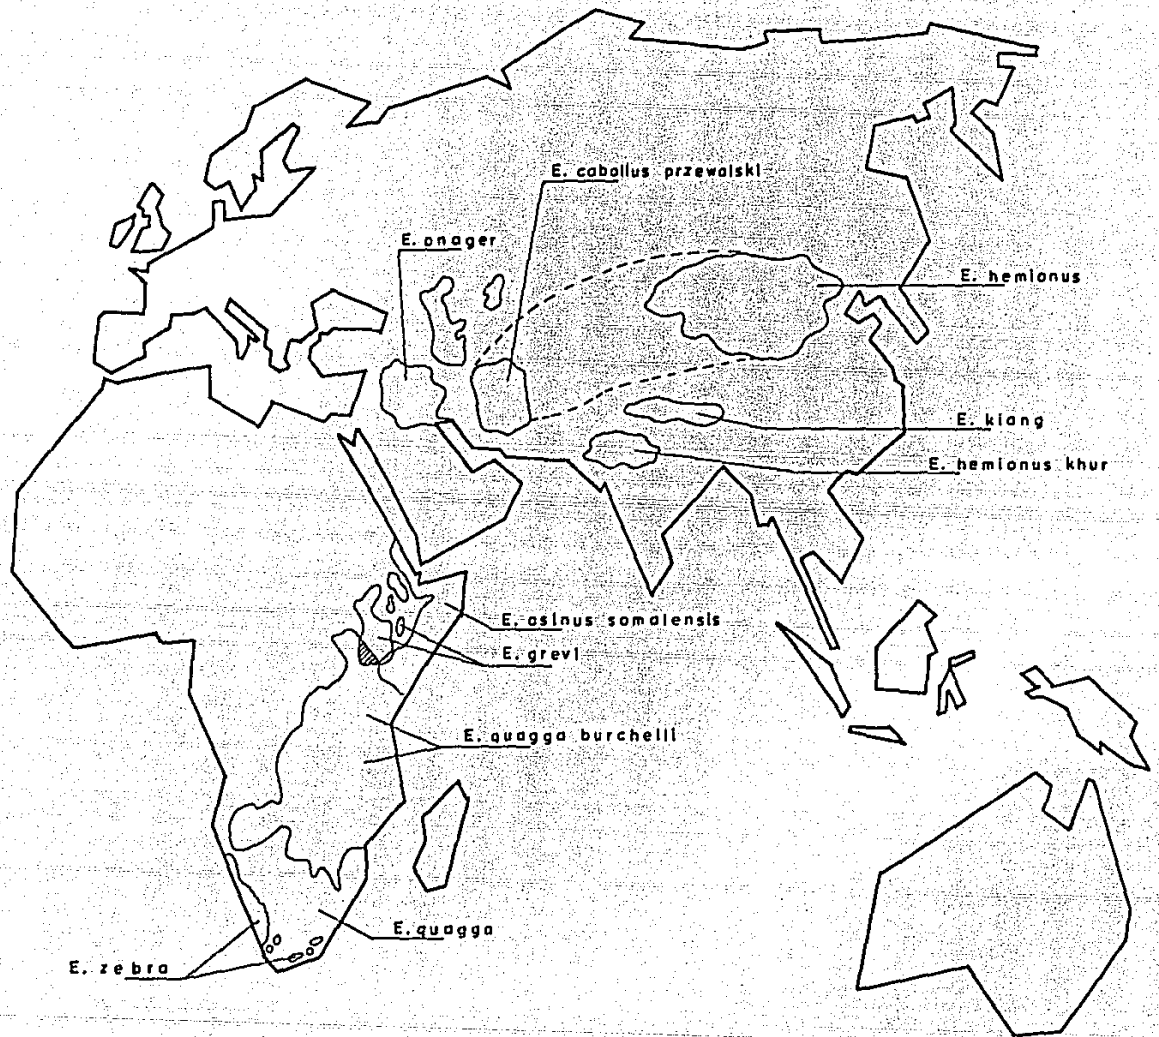 E. caballus przewalski
E. onager
E. hemionus
E. kiang
E. hemionus khur
E. asinus somalensis
E. grevi
E. quagga burchelli
E. quagga
E. zebra